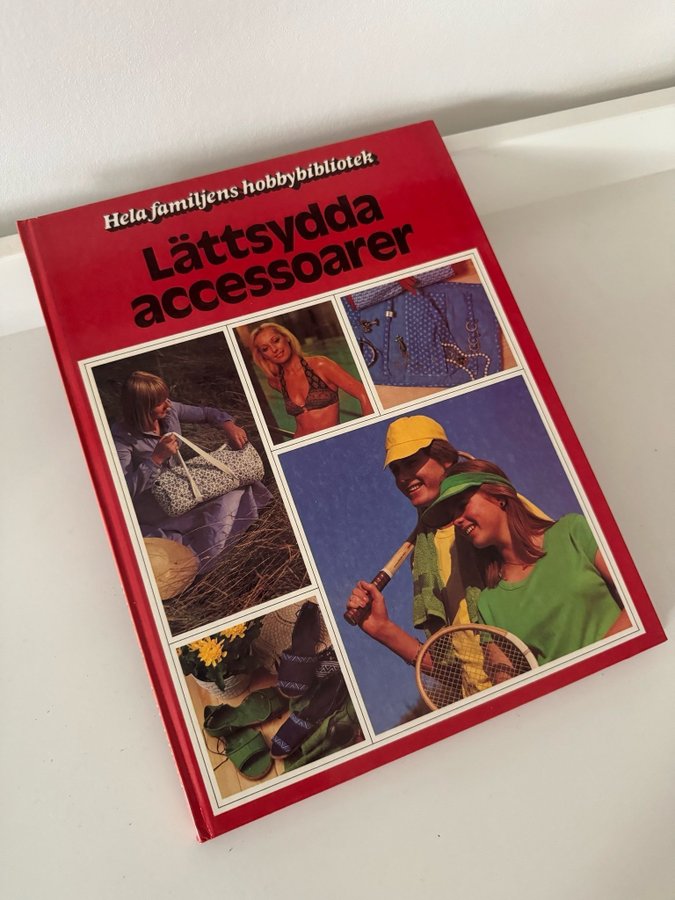 Hela familjens hobbybibliotek
Lättsydda
accessoarer